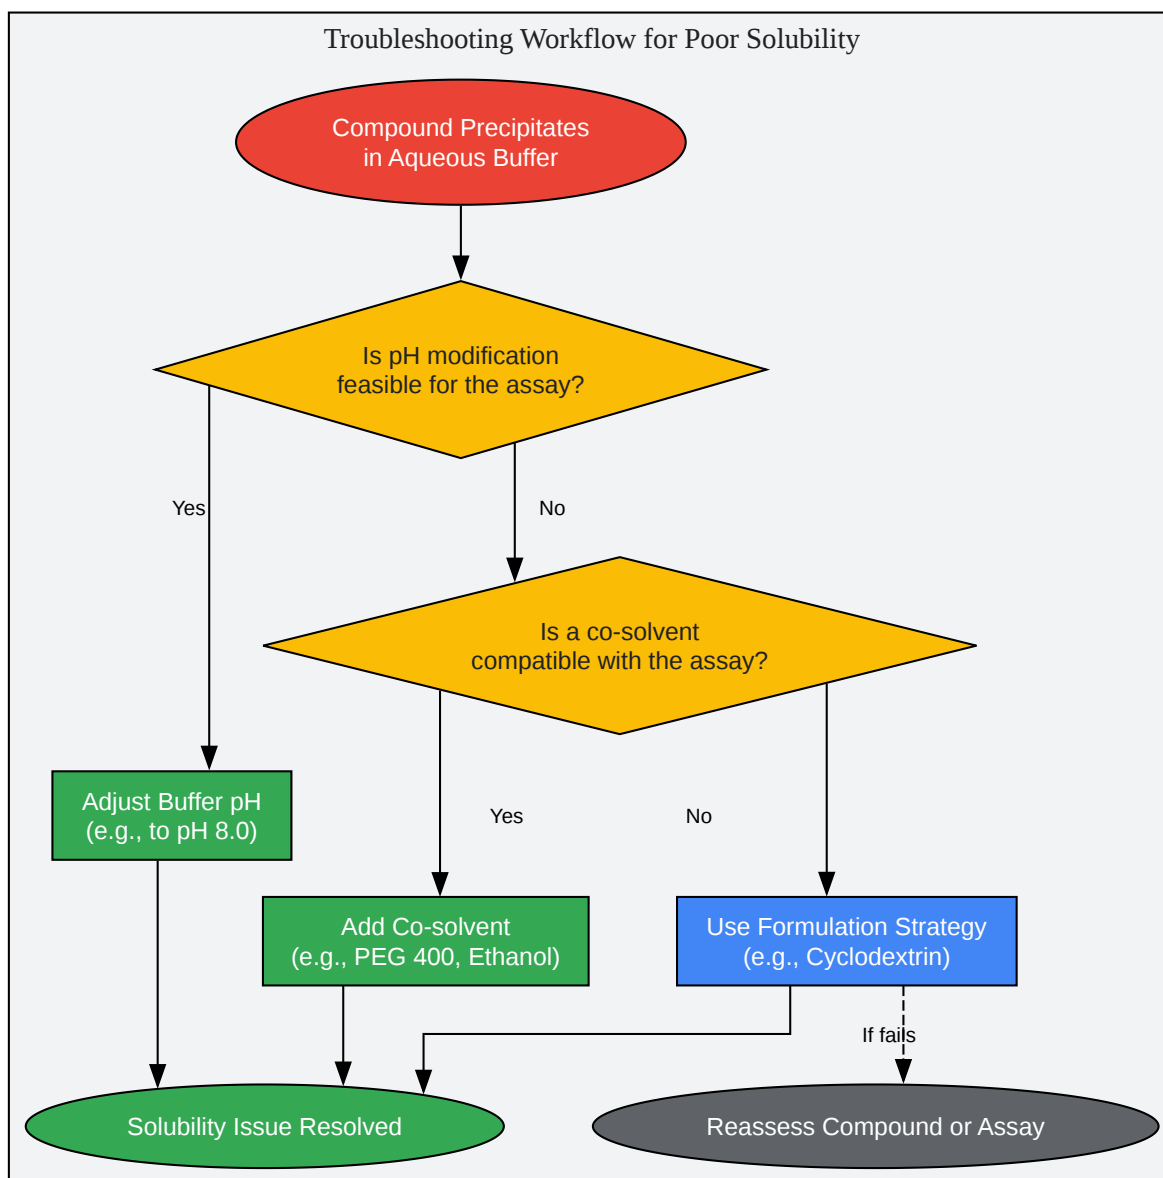 Troubleshooting Workflow for Poor Solubility
Compound Precipitates
in Aqueous Buffer
Is pH modification
feasible for the assay?
Yes
No
Is a co-solvent
compatible with the assay?
Adjust Buffer pH
(e.g., to pH 8.0)
Yes
No
Add Co-solvent
(e.g., PEG 400, Ethanol)
Use Formulation Strategy
(e.g., Cyclodextrin)
If fails
Solubility Issue Resolved
Reassess Compound or Assay